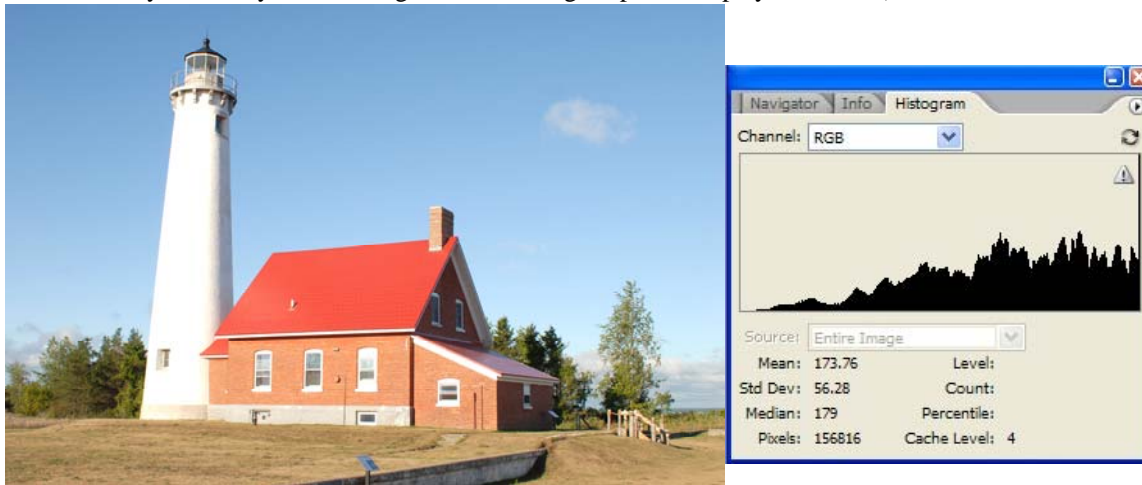 Navigator Info Histogram
Channel: RGB
Source: Entire Image
Mean: 173.76 Level:
Std Dev: 56.28 Count:
Median: 179 Percentile:
Pixels: 156816 Cache Level: 4